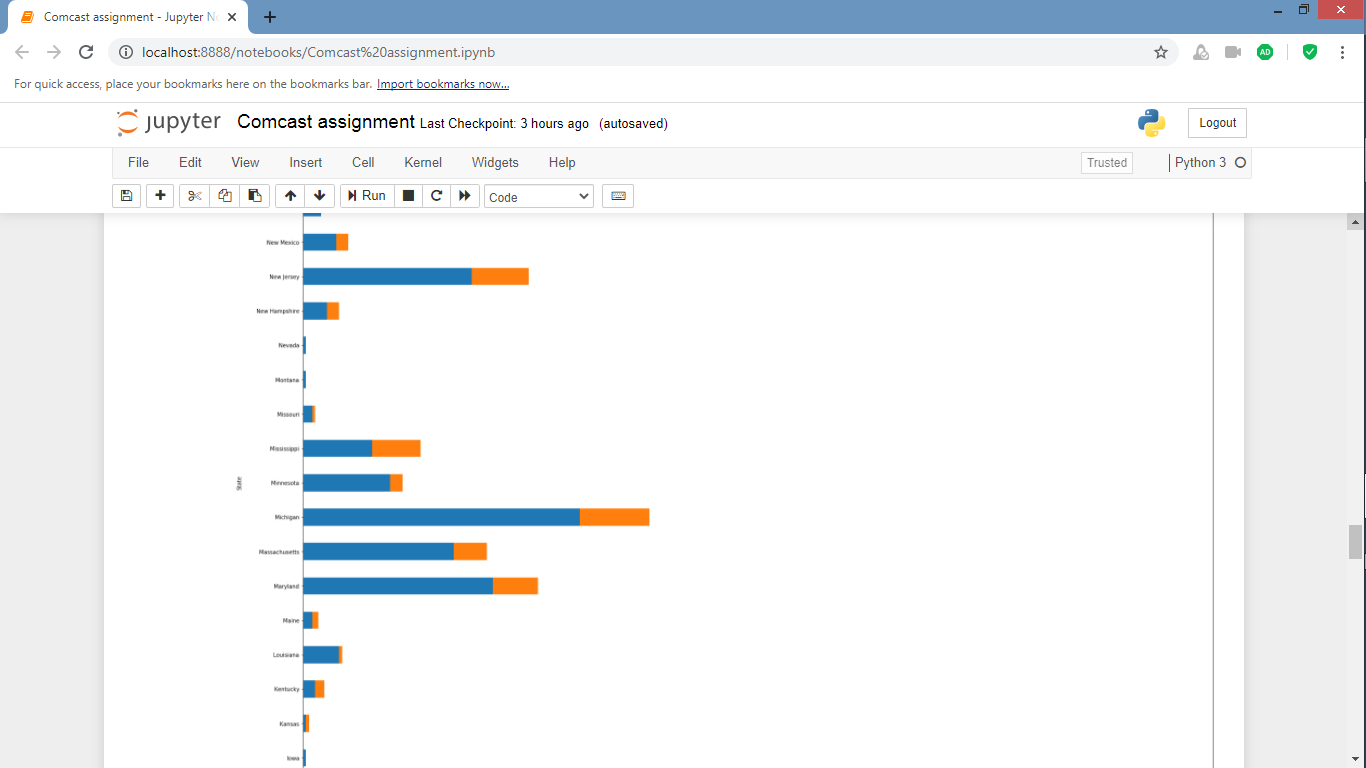 Comcast assignment - Jupyter No
localhost:8888/notebooks/Comcast%20assignment.ipynb
AD
For quick access, place your bookmarks here on the bookmarks bar. Import bookmarks now...
jupyter Comcast assignment Last Checkpoint: 3 hours ago (autosaved)
Logout
File Edit View Insert Cell Kernel Widgets Help
Trusted
Python 3
Run
Code
New Mexico
New Jersey
New Hampshire
Nevada
Montana
Missouri
Mississippi
State
Minnesota
Michigan
Massachusetts
Maryland
Maine
Louisiana
Kentucky
Kansas
Iowa